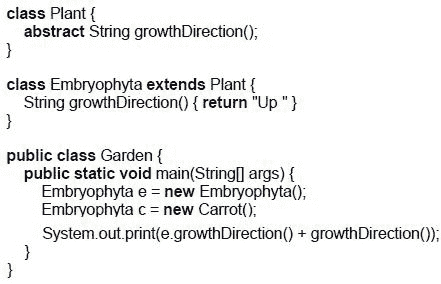 class Plant {
abstract String growthDirection();
}
class Embryophyta extends Plant {
String growthDirection() { return "Up " }
}
public class Garden {
public static void main(String[] args) {
Embryophyta e = new Embryophyta();
Embryophyta c = new Carrot();
System.out.print(e.growthDirection() + growthDirection());
}
}